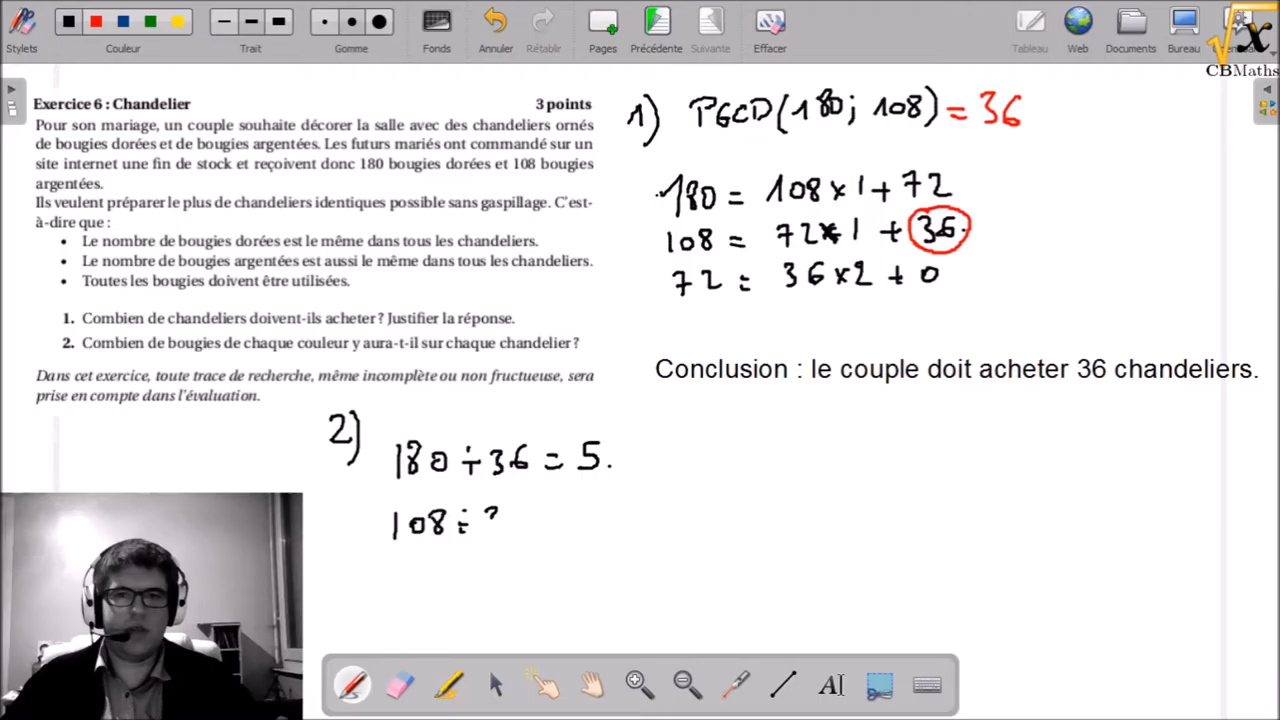 Stylets
Couleur
Trait
Gomme
Fonds
Annuler
Rétablir
Pages
Précédente
Suivante
Effacer
Tableau
Web
Documents
Bureau
CBMaths
Exercice 6 : Chandelier 3 points
Pour son mariage, un couple souhaite décorer la salle avec des chandeliers ornés
de bougies dorées et de bougies argentées. Les futurs mariés ont commandé sur un
site internet une fin de stock et reçoivent donc 180 bougies dorées et 108 bougies
argentées.
Ils veulent préparer le plus de chandeliers identiques possible sans gaspillage. C'est-
à-dire que :
• Le nombre de bougies dorées est le même dans tous les chandeliers.
• Le nombre de bougies argentées est aussi le même dans tous les chandeliers.
• Toutes les bougies doivent être utilisées.
1. Combien de chandeliers doivent-ils acheter ? Justifier la réponse.
2. Combien de bougies de chaque couleur y aura-t-il sur chaque chandelier ?
Dans cet exercice, toute trace de recherche, même incomplète ou non fructueuse, sera
prise en compte dans l'évaluation.
1) PGCD(180; 108) = 36
180 = 108 × 1 + 72
108 = 72 × 1 + 36
72 = 36 × 2 + 0
Conclusion : le couple doit acheter 36 chandeliers.
2)
180 ÷ 36 = 5.
108 ÷
AI